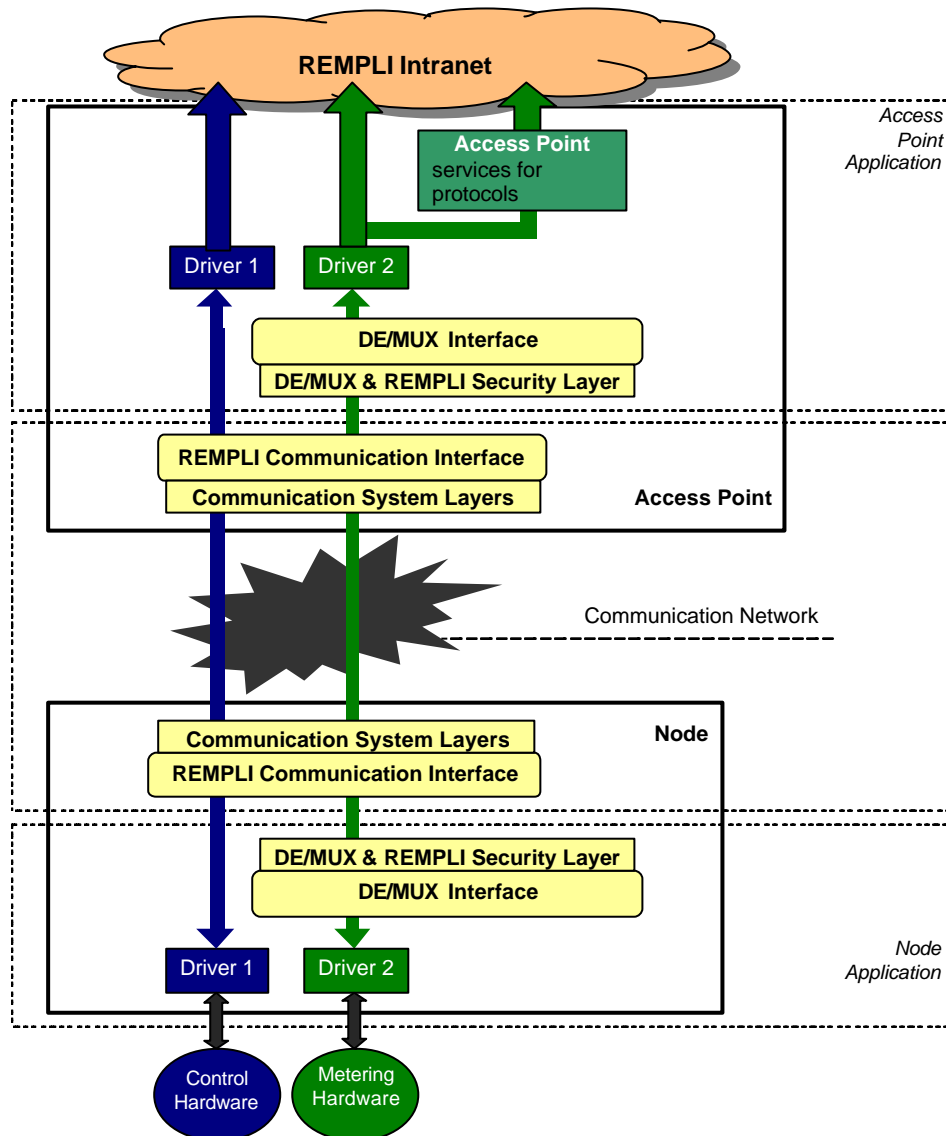 REMPLI Intranet
Access
Point
Application
Access Point
services for
protocols
Driver 1
Driver 2
DE/MUX Interface
DE/MUX & REMPLI Security Layer
REMPLI Communication Interface
Communication System Layers
Access Point
Communication Network
Node
Communication System Layers
REMPLI Communication Interface
DE/MUX & REMPLI Security Layer
DE/MUX Interface
Driver 1
Driver 2
Node
Application
Control
Hardware
Metering
Hardware